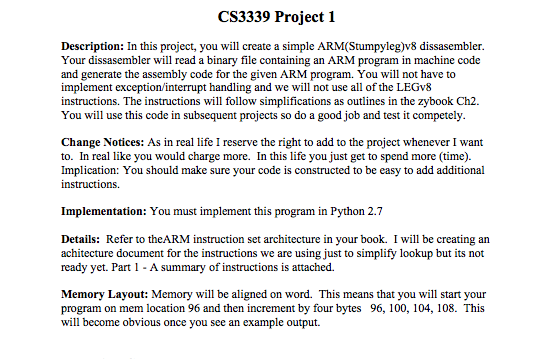 CS3339 Project 1
Description: In this project, you will create a simple ARM(Stumpyleg)v8 dissasembler.
Your dissasembler will read a binary file containing an ARM program in machine code
and generate the assembly code for the given ARM program. You will not have to
implement exception/interrupt handling and we will not use all of the LEGv8
instructions. The instructions will follow simplifications as outlines in the zybook Ch2.
You will use this code in subsequent projects so do a good job and test it competely.
Change Notices: As in real life I reserve the right to add to the project whenever I want
to. In real like you would charge more. In this life you just get to spend more (time).
Implication: You should make sure your code is constructed to be easy to add additional
instructions.
Implementation: You must implement this program in Python 2.7
Details: Refer to theARM instruction set architecture in your book. I will be creating an
achitecture document for the instructions we are using just to simplify lookup but its not
ready yet. Part 1 - A summary of instructions is attached.
Memory Layout: Memory will be aligned on word. This means that you will start your
program on mem location 96 and then increment by four bytes 96, 100, 104, 108. This
will become obvious once you see an example output.